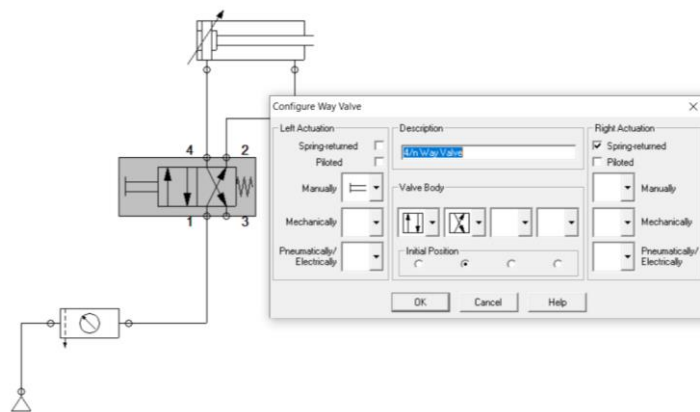 Configure Way Valve
Left Actuation
Spring-returned
Piloted
Manually
Mechanically
Pneumatically/
Electrically
Description
4/n Way Valve
Valve Body
Initial Position
Right Actuation
Spring-returned
Piloted
Manually
Mechanically
Pneumatically/
Electrically
OK Cancel Help
4 2
1 3